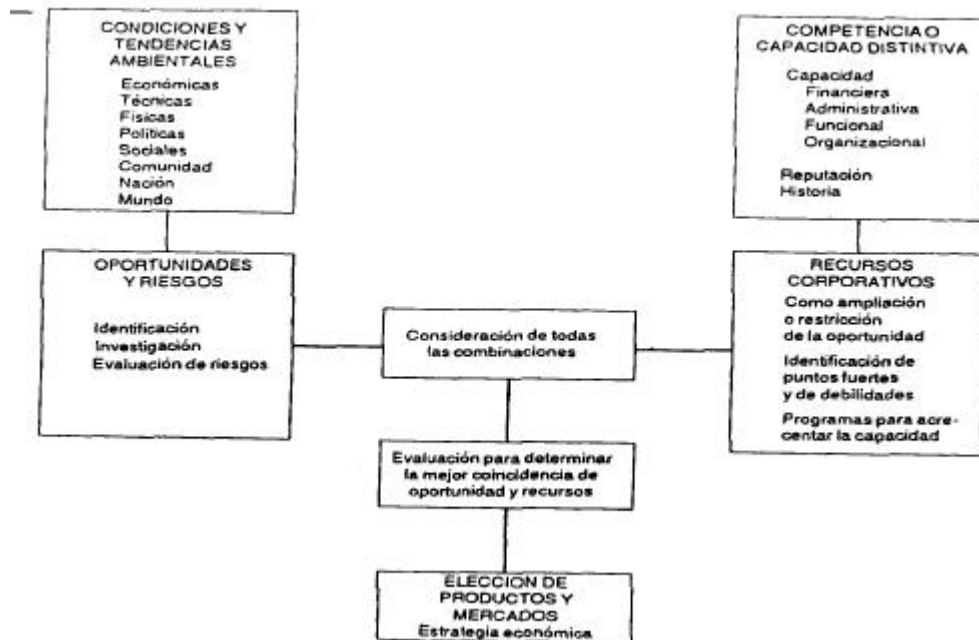 CONDICIONES Y
TENDENCIAS
AMBIENTALES
Económicas
Técnicas
Físicas
Políticas
Sociales
Comunidad
Nación
Mundo
COMPETENCIA O
CAPACIDAD DISTINTIVA
Capacidad
Financiera
Administrativa
Funcional
Organizacional
Reputación
Historia
OPORTUNIDADES
Y RIESGOS
Identificación
Investigación
Evaluación de riesgos
Consideración de todas
las combinaciones
RECURSOS
CORPORATIVOS
Como ampliación
o restricción
de la oportunidad
Identificación de
puntos fuertes
y de debilidades
Programas para acre-
centar la capacidad
Evaluación para determinar
la mejor coincidencia de
oportunidad y recursos
ELECCION DE
PRODUCTOS Y
MERCADOS
Estrategia económica